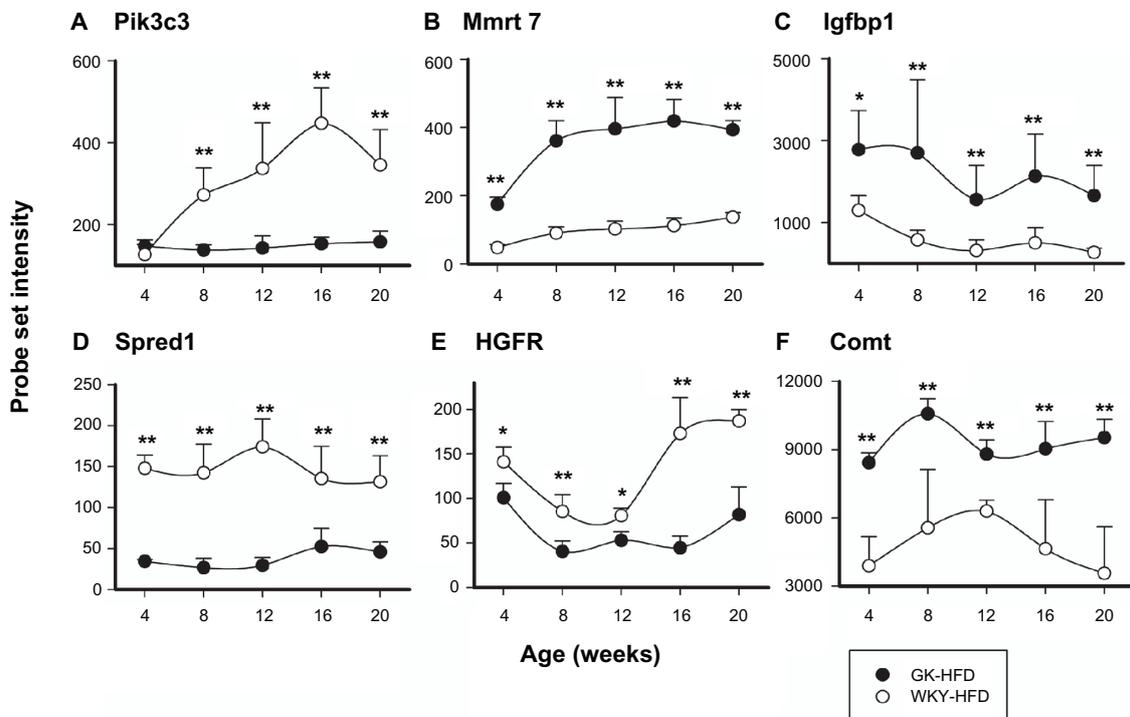 A Pik3c3
B Mmrt 7
C Igfbp1
600
400
200
** ** ** **
4 8 12 16 20
600
400
200
0
** ** ** ** **
4 8 12 16 20
5000
3000
1000
* ** ** ** **
4 8 12 16 20
Probe set intensity
D Spred1
E HGFR
F Comt
250
200
150
100
50
0
** ** ** ** **
4 8 12 16 20
200
150
100
50
0
* ** * ** **
4 8 12 16 20
12000
9000
6000
3000
** ** ** ** **
4 8 12 16 20
Age (weeks)
GK-HFD
WKY-HFD